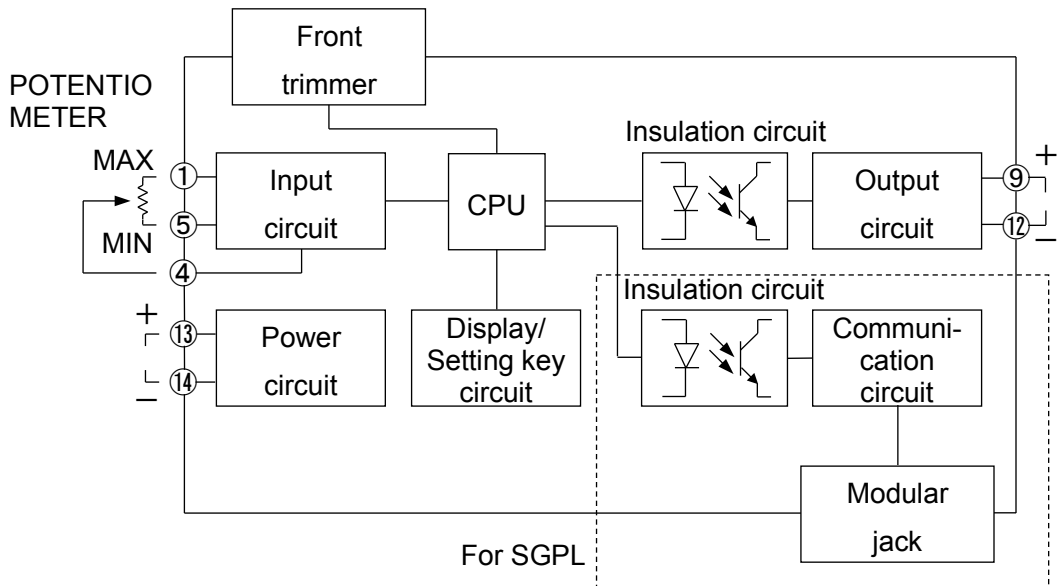 Front
trimmer
POTENTIO
METER
MAX
①
⑤
MIN
④
Input
circuit
CPU
Insulation circuit
Output
circuit
⑨
⑫
+
−
+
⑬
⑭
−
Power
circuit
Display/
Setting key
circuit
Insulation circuit
Communi-
cation
circuit
Modular
jack
For SGPL